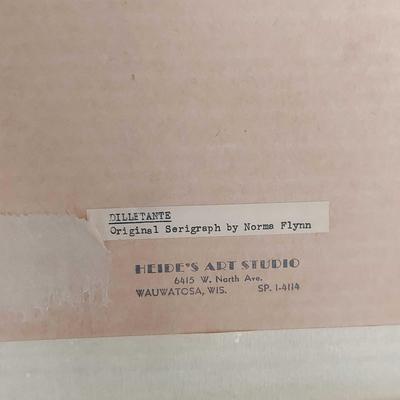 DILLETANTE
Original Serigraph by Norma Flynn
HEIDE'S ART STUDIO
6415 W. North Ave.
WAUWATOSA, WIS. SP. 1-4114